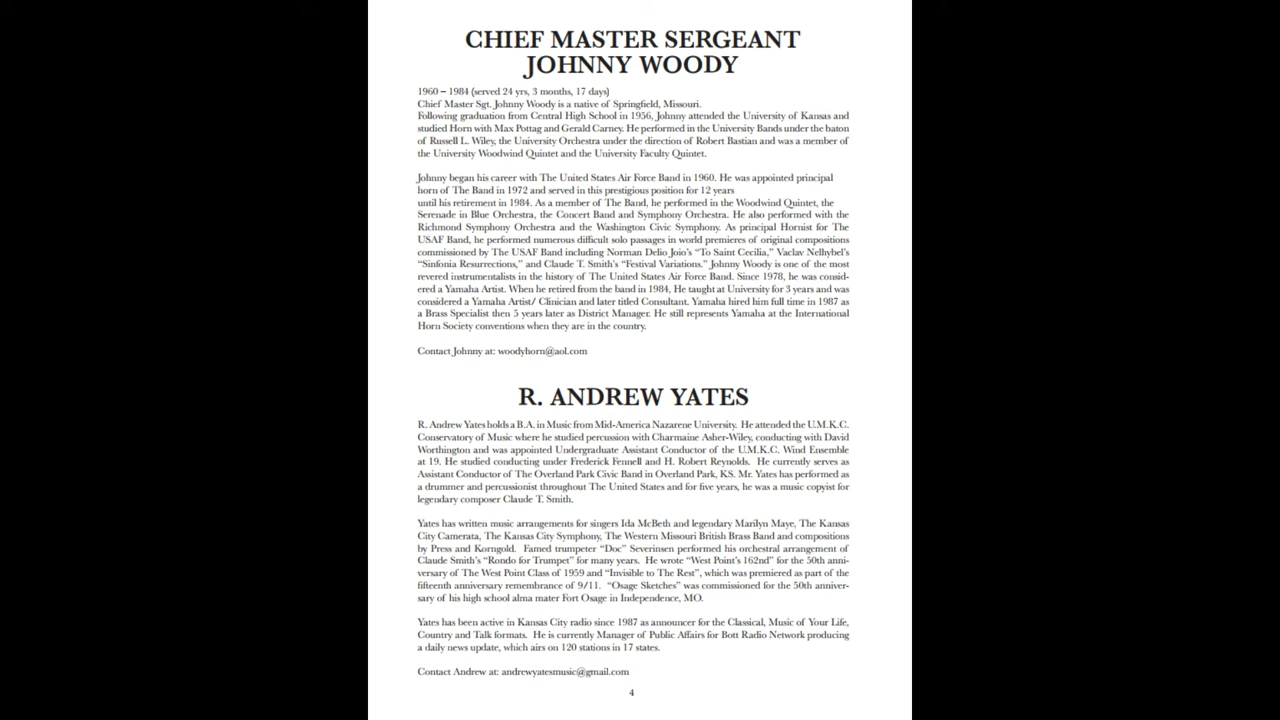 CHIEF MASTER SERGEANT
JOHNNY WOODY
1960 – 1984 (served 24 yrs, 3 months, 17 days)
Chief Master Sgt. Johnny Woody is a native of Springfield, Missouri.
Following graduation from Central High School in 1956, Johnny attended the University of Kansas and
studied Horn with Max Pottag and Gerald Carney. He performed in the University Bands under the baton
of Russell L. Wiley, the University Orchestra under the direction of Robert Bastian and was a member of
the University Woodwind Quintet and the University Faculty Quintet.
Johnny began his career with The United States Air Force Band in 1960. He was appointed principal
horn of The Band in 1972 and served in this prestigious position for 12 years
until his retirement in 1984. As a member of The Band, he performed in the Woodwind Quintet, the
Serenade in Blue Orchestra, the Concert Band and Symphony Orchestra. He also performed with the
Richmond Symphony Orchestra and the Washington Civic Symphony. As principal Hornist for The
USAF Band, he performed numerous difficult solo passages in world premieres of original compositions
commissioned by The USAF Band including Norman Delio Joio's “To Saint Cecilia,” Vaclav Nelhybel's
“Sinfonia Resurrections,” and Claude T. Smith's “Festival Variations.” Johnny Woody is one of the most
revered instrumentalists in the history of The United States Air Force Band. Since 1978, he was consid-
ered a Yamaha Artist. When he retired from the band in 1984, He taught at University for 3 years and was
considered a Yamaha Artist/ Clinician and later titled Consultant. Yamaha hired him full time in 1987 as
a Brass Specialist then 5 years later as District Manager. He still represents Yamaha at the International
Horn Society conventions when they are in the country.
Contact Johnny at: woodyhorn@aol.com
R. ANDREW YATES
R. Andrew Yates holds a B.A. in Music from Mid-America Nazarene University. He attended the U.M.K.C.
Conservatory of Music where he studied percussion with Charmaine Asher-Wiley, conducting with David
Worthington and was appointed Undergraduate Assistant Conductor of the U.M.K.C. Wind Ensemble
at 19. He studied conducting under Frederick Fennell and H. Robert Reynolds. He currently serves as
Assistant Conductor of The Overland Park Civic Band in Overland Park, KS. Mr. Yates has performed as
a drummer and percussionist throughout The United States and for five years, he was a music copyist for
legendary composer Claude T. Smith.
Yates has written music arrangements for singers Ida McBeth and legendary Marilyn Maye, The Kansas
City Camerata, The Kansas City Symphony, The Western Missouri British Brass Band and compositions
by Press and Korngold. Famed trumpeter “Doc” Severinsen performed his orchestral arrangement of
Claude Smith's “Rondo for Trumpet” for many years. He wrote “West Point's 162nd” for the 50th anni-
versary of The West Point Class of 1959 and “Invisible to The Rest”, which was premiered as part of the
fifteenth anniversary remembrance of 9/11. “Osage Sketches” was commissioned for the 50th anniver-
sary of his high school alma mater Fort Osage in Independence, MO.
Yates has been active in Kansas City radio since 1987 as announcer for the Classical, Music of Your Life,
Country and Talk formats. He is currently Manager of Public Affairs for Bott Radio Network producing
a daily news update, which airs on 120 stations in 17 states.
Contact Andrew at: andrewyatesmusic@gmail.com
4